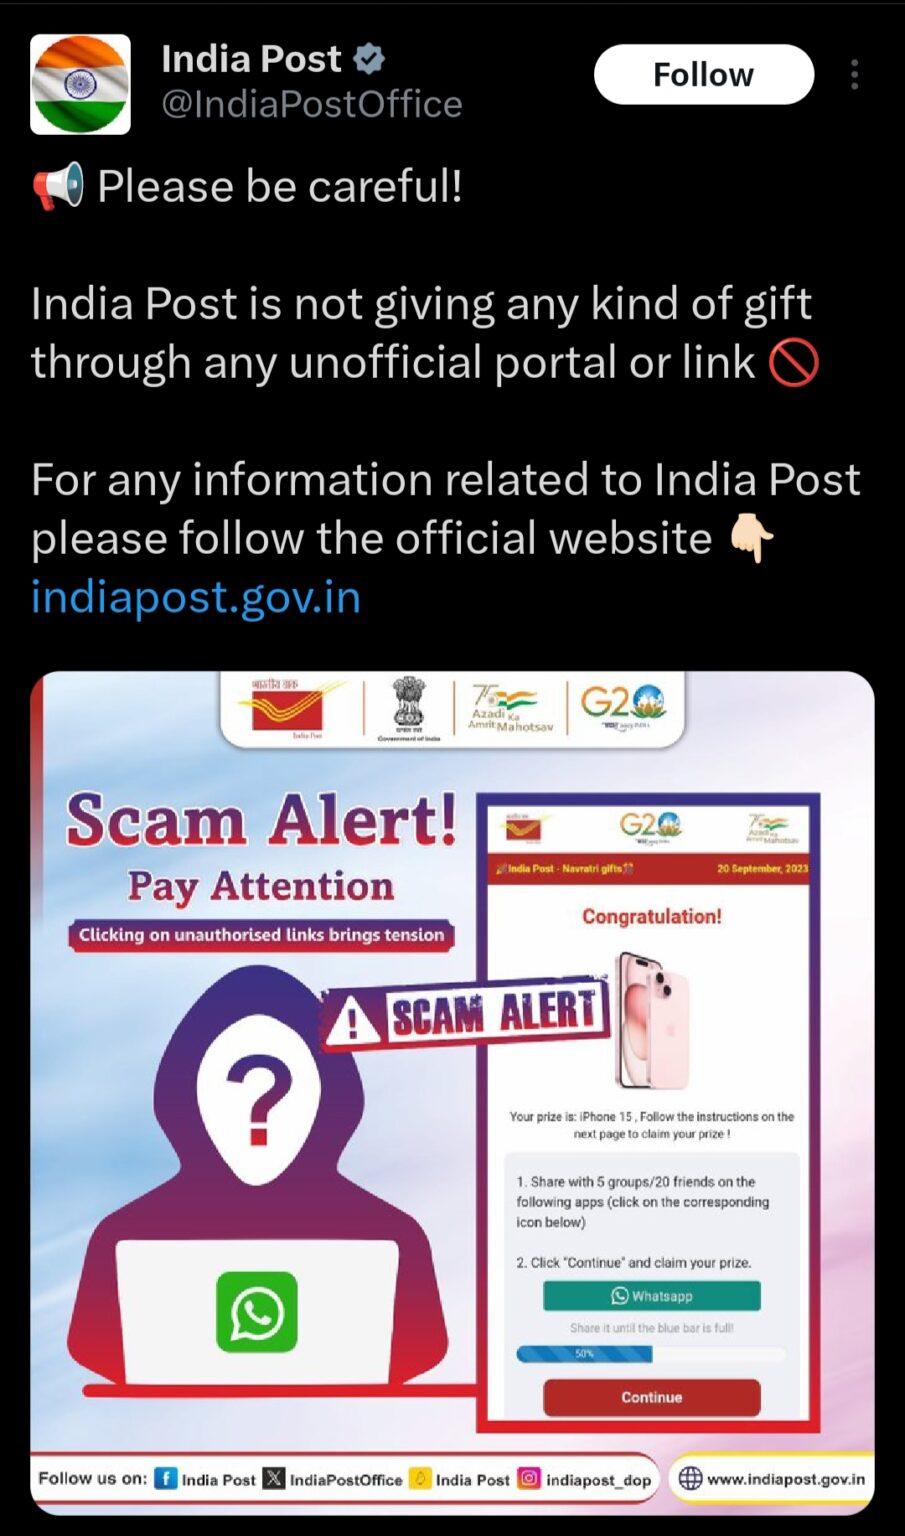 India Post
@IndiaPostOffice
Follow
Please be careful!
India Post is not giving any kind of gift
through any unofficial portal or link
For any information related to India Post
please follow the official website
indiapost.gov.in
भारतीय डाक
India Post
Government of India
75
Azadi Ka
Amrit Mahotsav
G20
Scam Alert!
Pay Attention
Clicking on unauthorised links brings tension
?
! SCAM ALERT
G20
India Post - Navratri gifts
20 September, 2023
Congratulation!
Your prize is: iPhone 15 , Follow the instructions on the
next page to claim your prize !
1. Share with 5 groups/20 friends on the
following apps (click on the corresponding
icon below)
2. Click "Continue" and claim your prize.
Whatsapp
Share it until the blue bar is full!
50%
Continue
Follow us on: India Post IndiaPostOffice India Post indiapost_dop
www.indiapost.gov.in